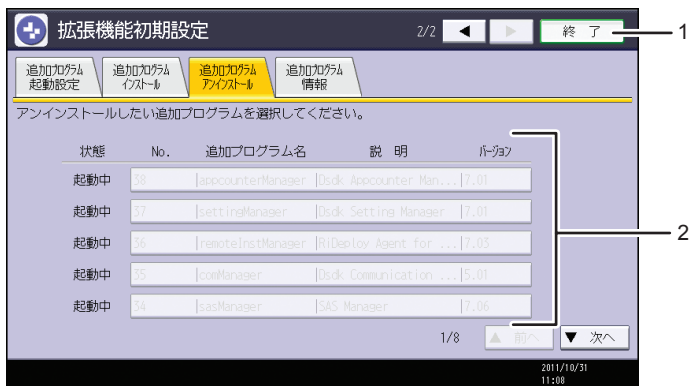 拡張機能初期設定 2/2 ◀ ▶ 終 了 1
追加プログラム 追加プログラム 追加プログラム 追加プログラム
起動設定 インストール アンインストール 情報
アンインストールしたい追加プログラムを選択してください。
状態 No. 追加プログラム名 説 明 バージョン
起動中 38 appcounterManager Dsdk Appcounter Man... 7.01
起動中 37 settingManager Dsdk Setting Manager 7.01
起動中 36 remoteInstManager RiDeploy Agent for ... 7.03
2
起動中 35 comManager Dsdk Communication ... 5.01
起動中 34 sasManager SAS Manager 7.06
1/8 ▲ 前へ ▼ 次へ
2011/10/31
11:08